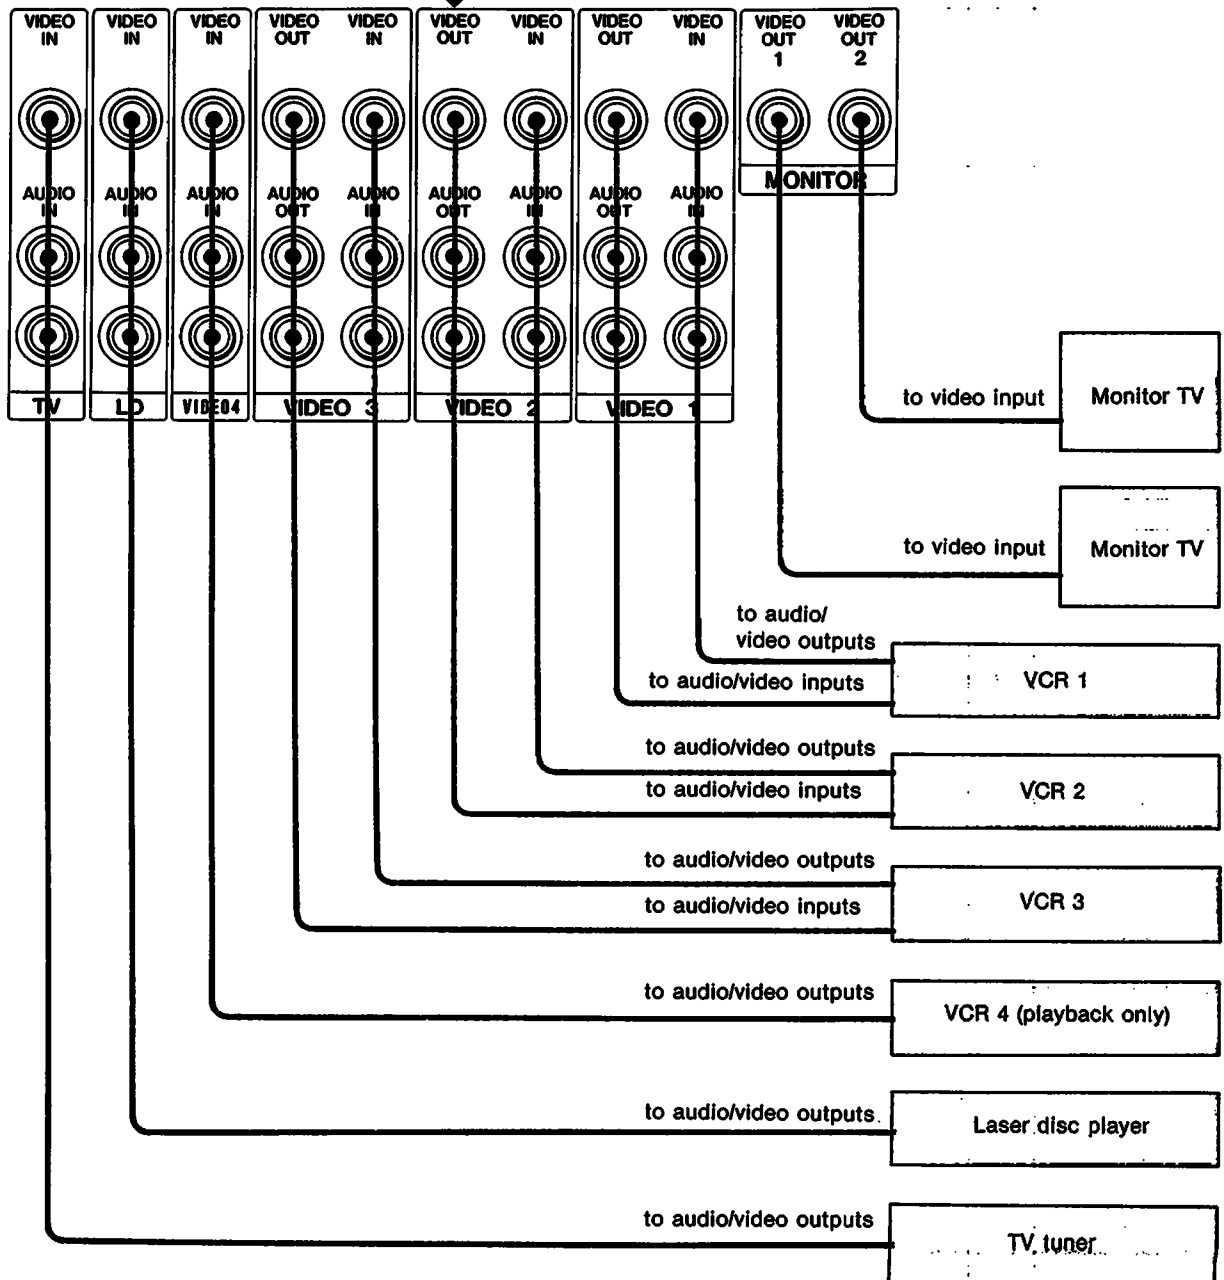 VIDEO IN
VIDEO IN
VIDEO IN
VIDEO OUT
VIDEO IN
VIDEO OUT
VIDEO IN
VIDEO OUT
VIDEO IN
VIDEO OUT 1
VIDEO OUT 2
MONITOR
AUDIO IN
AUDIO IN
AUDIO IN
AUDIO OUT
AUDIO IN
AUDIO OUT
AUDIO IN
AUDIO OUT
AUDIO IN
TV
LD
VIDEO4
VIDEO 3
VIDEO 2
VIDEO 1
to video input
Monitor TV
to video input
Monitor TV
to audio/
video outputs
to audio/video inputs
VCR 1
to audio/video outputs
to audio/video inputs
VCR 2
to audio/video outputs
to audio/video inputs
VCR 3
to audio/video outputs
VCR 4 (playback only)
to audio/video outputs
Laser disc player
to audio/video outputs
TV tuner